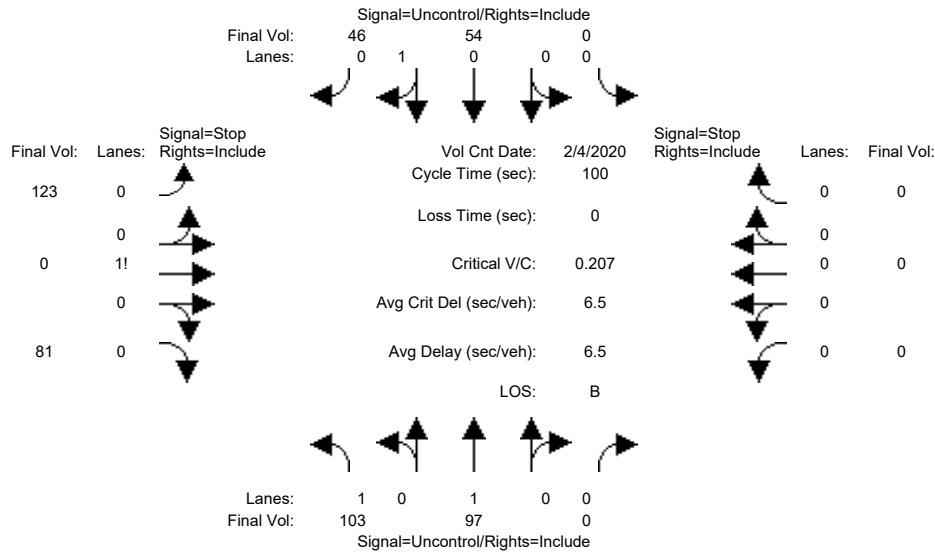 Signal=Uncontrol/Rights=Include
Final Vol: 46 54 0
Lanes: 0 1 0 0 0
Signal=Stop Signal=Stop
Final Vol: Lanes: Rights=Include Vol Cnt Date: 2/4/2020 Rights=Include Lanes: Final Vol:
Cycle Time (sec): 100
123 0 0 0
Loss Time (sec): 0
0 0
0 1! Critical V/C: 0.207 0 0
0 Avg Crit Del (sec/veh): 6.5 0
81 0 Avg Delay (sec/veh): 6.5 0 0
LOS: B
Lanes: 1 0 1 0 0
Final Vol: 103 97 0
Signal=Uncontrol/Rights=Include